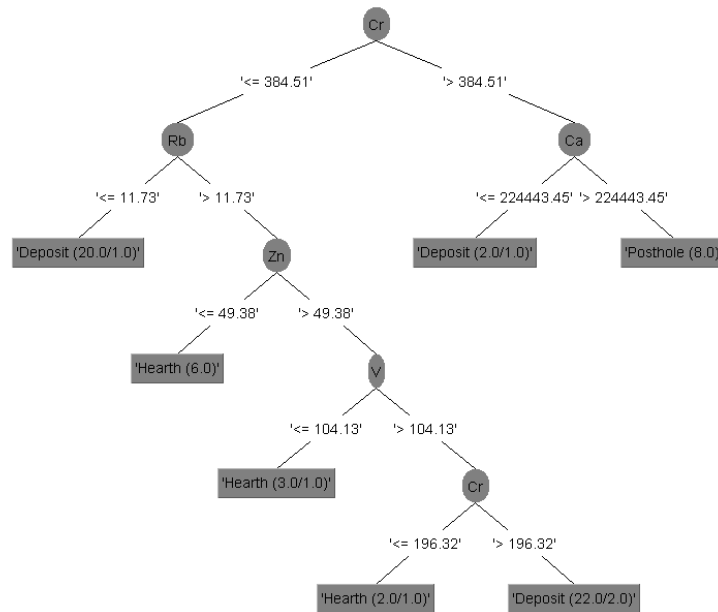 Cr
'<= 384.51' '> 384.51'
Rb Ca
'<= 11.73' '> 11.73' '<= 224443.45' '> 224443.45'
'Deposit (20.0/1.0)' Zn 'Deposit (2.0/1.0)' 'Posthole (8.0)'
'<= 49.38' '> 49.38'
'Hearth (6.0)' V
'<= 104.13' '> 104.13'
'Hearth (3.0/1.0)' Cr
'<= 196.32' '> 196.32'
'Hearth (2.0/1.0)' 'Deposit (22.0/2.0)'